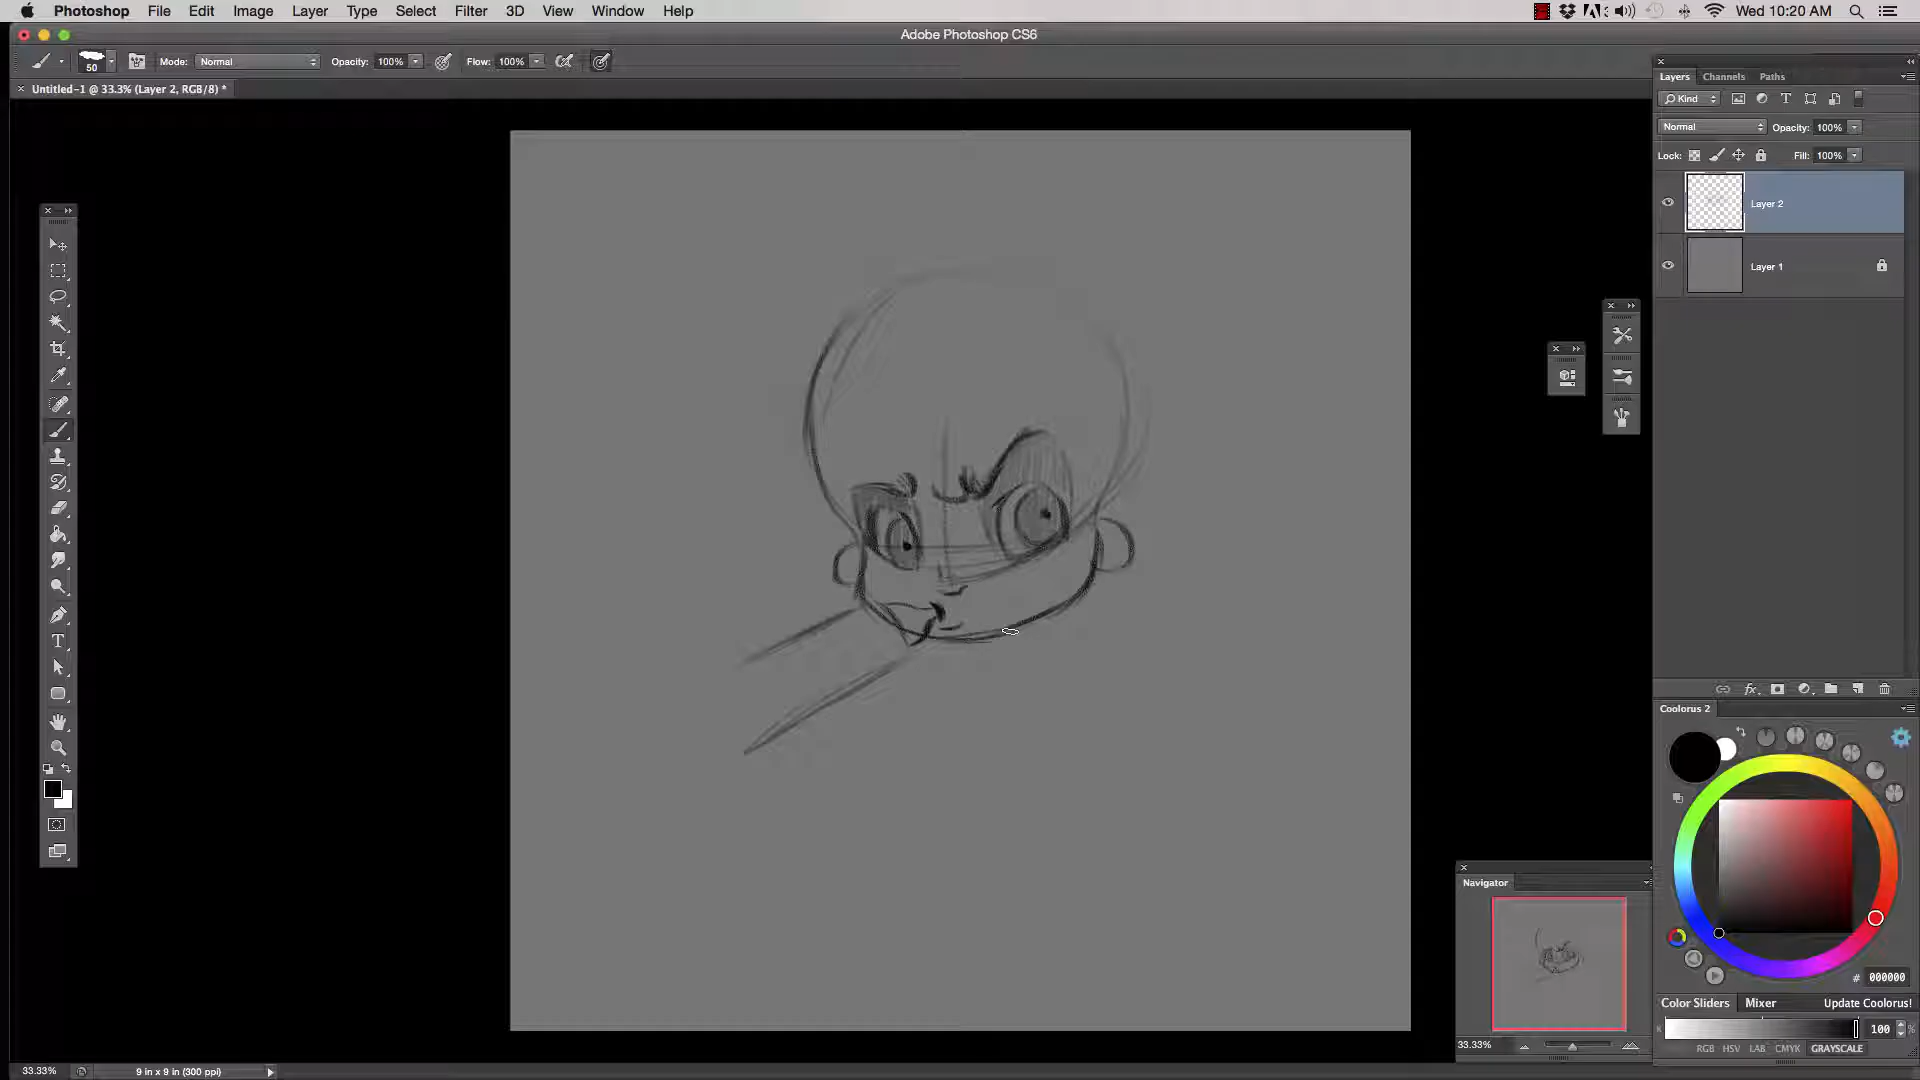 Photoshop File Edit Image Layer Type Select Filter 3D View Window Help Wed 10:20 AM
Adobe Photoshop CS6
50 Mode: Normal Opacity: 100% Flow: 100%
Untitled-1 @ 33.3% (Layer 2, RGB/8) *
Layers Channels Paths
Kind
Normal Opacity: 100%
Lock: Fill: 100%
Layer 2
Layer 1
Coolorus 2
Navigator
# 000000
Color Sliders Mixer Update Coolorus!
K 100 %
33.33%
RGB HSV LAB CMYK GRAYSCALE
33.33% 9 in x 9 in (300 ppi)